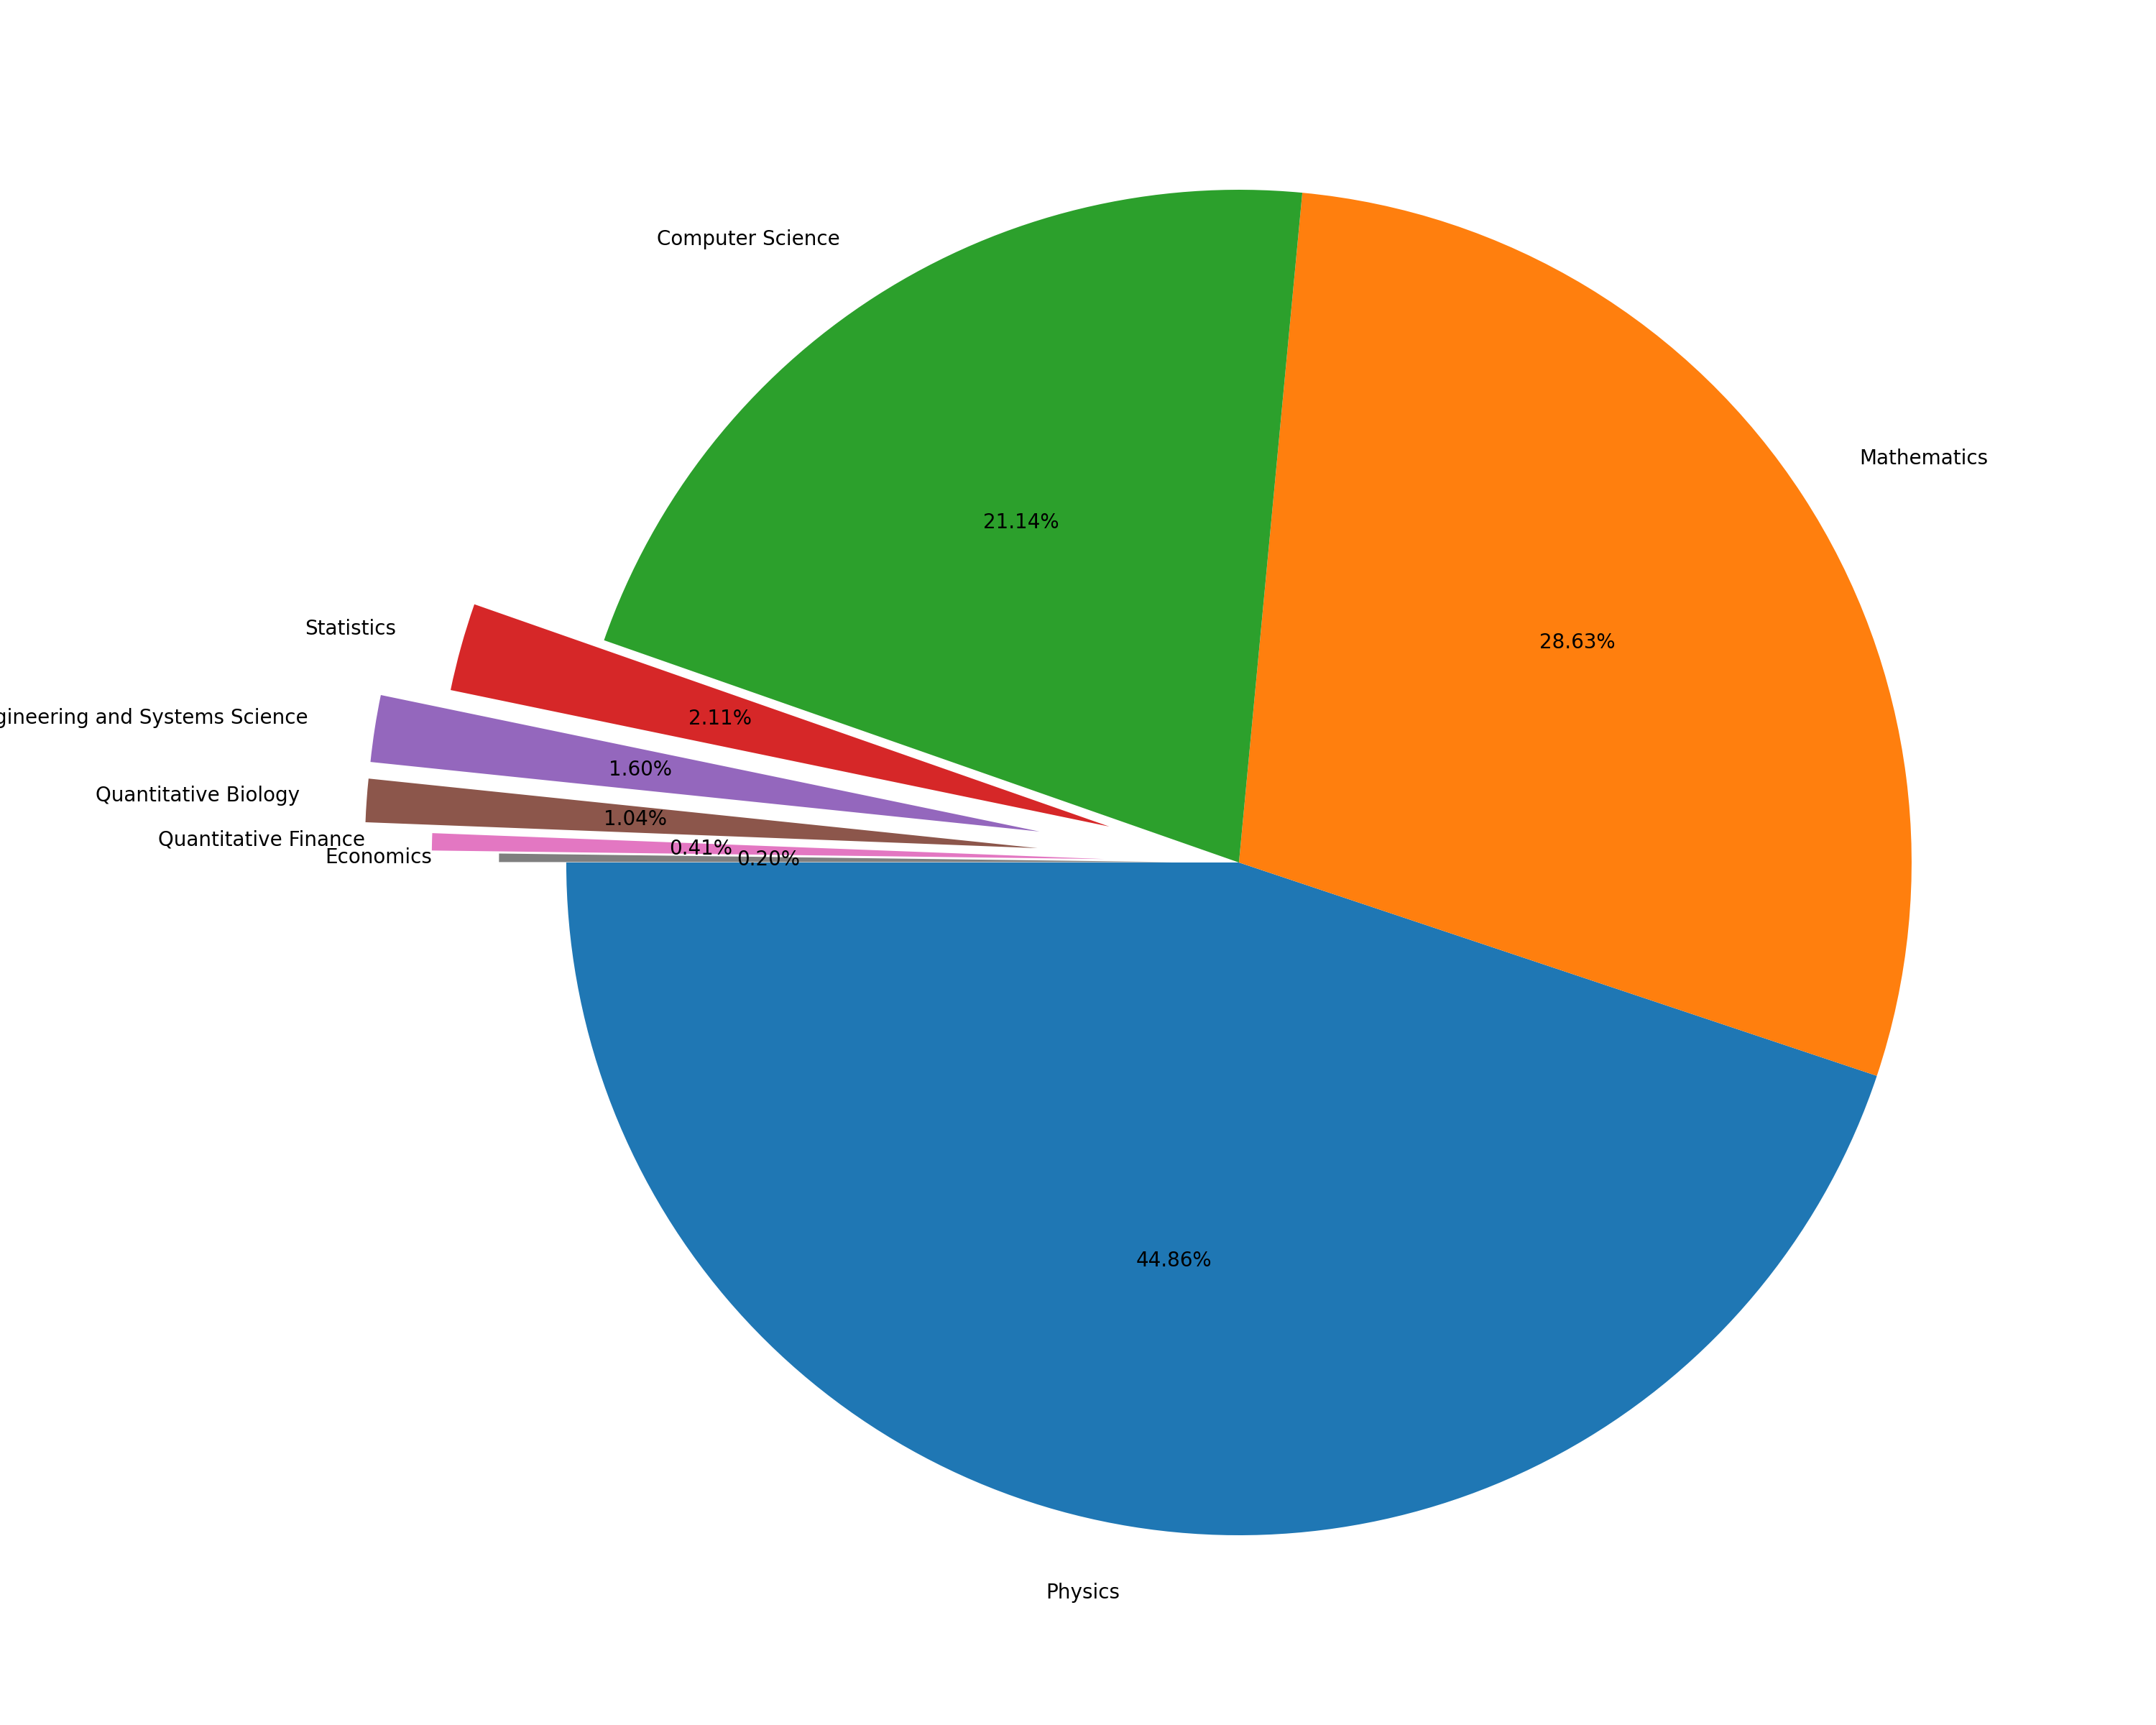 Computer Science
Mathematics
21.14%
Statistics
28.63%
gineering and Systems Science
2.11%
1.60%
Quantitative Biology
1.04%
Quantitative Finance
0.41%
Economics
0.20%
44.86%
Physics